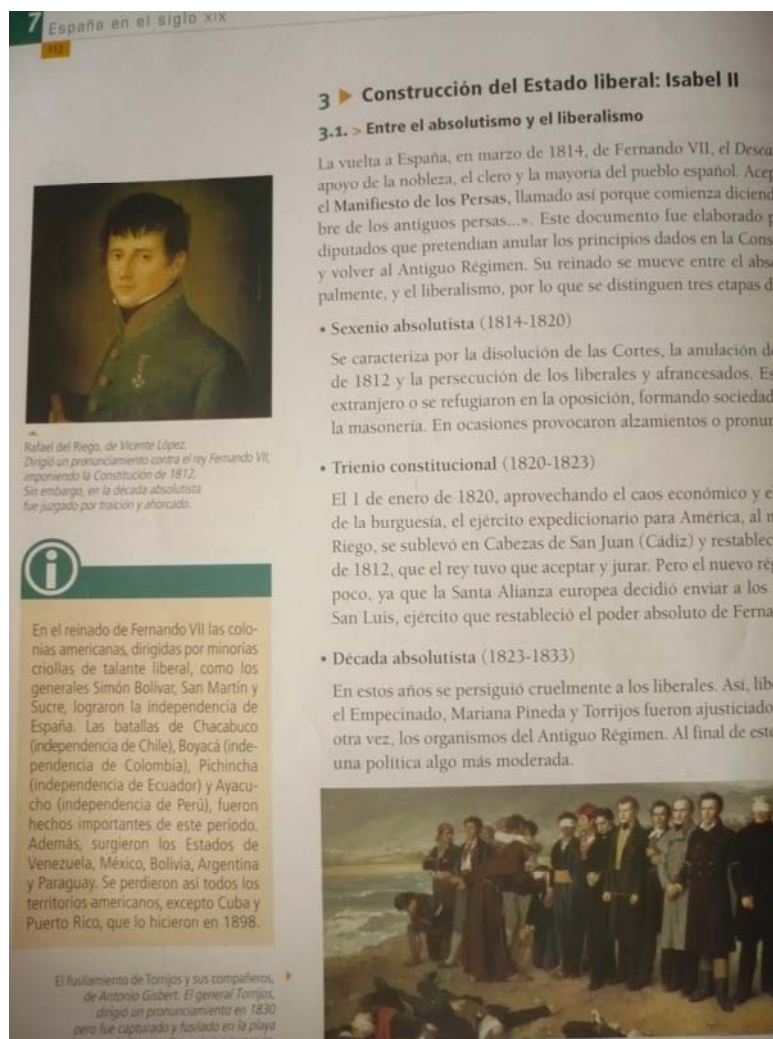 7 España en el siglo XIX
112
3 ▶ Construcción del Estado liberal: Isabel II
3.1. > Entre el absolutismo y el liberalismo
La vuelta a España, en marzo de 1814, de Fernando VII, el
apoyo de la nobleza, el clero y la mayoría del pueblo español.
el Manifiesto de los Persas, llamado así porque comienza
bre de los antiguos persas...». Este documento fue elaborado
diputados que pretendían anular los principios dados en la
y volver al Antiguo Régimen. Su reinado se mueve entre el
palmente, y el liberalismo, por lo que se distinguen tres etapas
• Sexenio absolutista (1814-1820)
Se caracteriza por la disolución de las Cortes, la anulación
de 1812 y la persecución de los liberales y afrancesados.
extranjero o se refugiaron en la oposición, formando
la masonería. En ocasiones provocaron alzamientos o
• Trienio constitucional (1820-1823)
El 1 de enero de 1820, aprovechando el caos económico y
de la burguesía, el ejército expedicionario para América, al
Riego, se sublevó en Cabezas de San Juan (Cádiz) y
de 1812, que el rey tuvo que aceptar y jurar. Pero el nuevo
poco, ya que la Santa Alianza europea decidió enviar a los
San Luis, ejército que restableció el poder absoluto de
• Década absolutista (1823-1833)
En estos años se persiguió cruelmente a los liberales. Así,
el Empecinado, Mariana Pineda y Torrijos fueron
otra vez, los organismos del Antiguo Régimen. Al final de
una política algo más moderada.
Rafael del Riego, de Vicente López.
Dirigió un pronunciamiento contra el rey Fernando VII,
imponiendo la Constitución de 1812.
Sin embargo, en la década absolutista
fue juzgado por traición y ahorcado.
i
En el reinado de Fernando VII las colo-
nias americanas, dirigidas por minorías
criollas de talante liberal, como los
generales Simón Bolívar, San Martín y
Sucre, lograron la independencia de
España. Las batallas de Chacabuco
(independencia de Chile), Boyacá (inde-
pendencia de Colombia), Pichincha
(independencia de Ecuador) y Ayacu-
cho (independencia de Perú), fueron
hechos importantes de este periodo.
Además, surgieron los Estados de
Venezuela, México, Bolivia, Argentina
y Paraguay. Se perdieron así todos los
territorios americanos, excepto Cuba y
Puerto Rico, que lo hicieron en 1898.
El fusilamiento de Torrijos y sus compañeros,
de Antonio Gisbert. El general Torrijos,
dirigió un pronunciamiento en 1830
pero fue capturado y fusilado en la playa